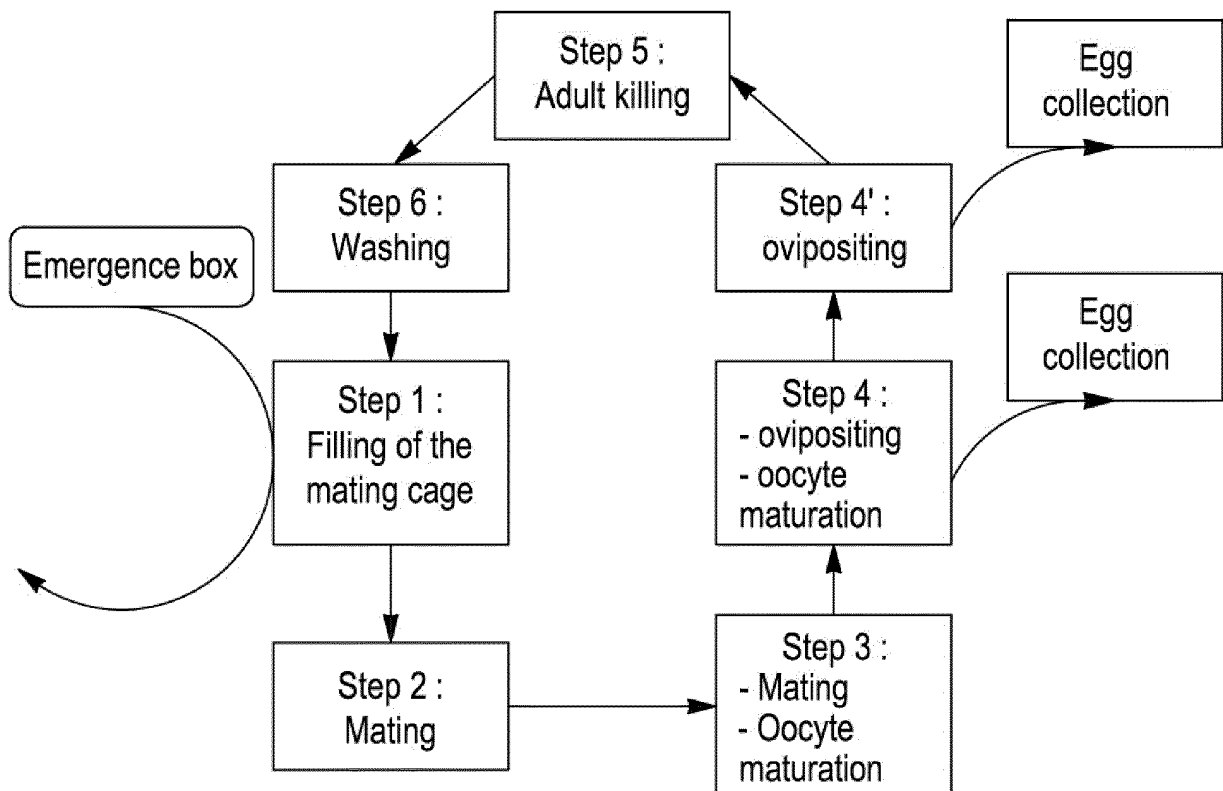 Step 5 :
Adult killing
Egg
collection
Step 6 :
Washing
Step 4' :
ovipositing
Emergence box
Egg
collection
Step 1 :
Filling of the
mating cage
Step 4 :
- ovipositing
- oocyte
maturation
Step 2 :
Mating
Step 3 :
- Mating
- Oocyte
maturation